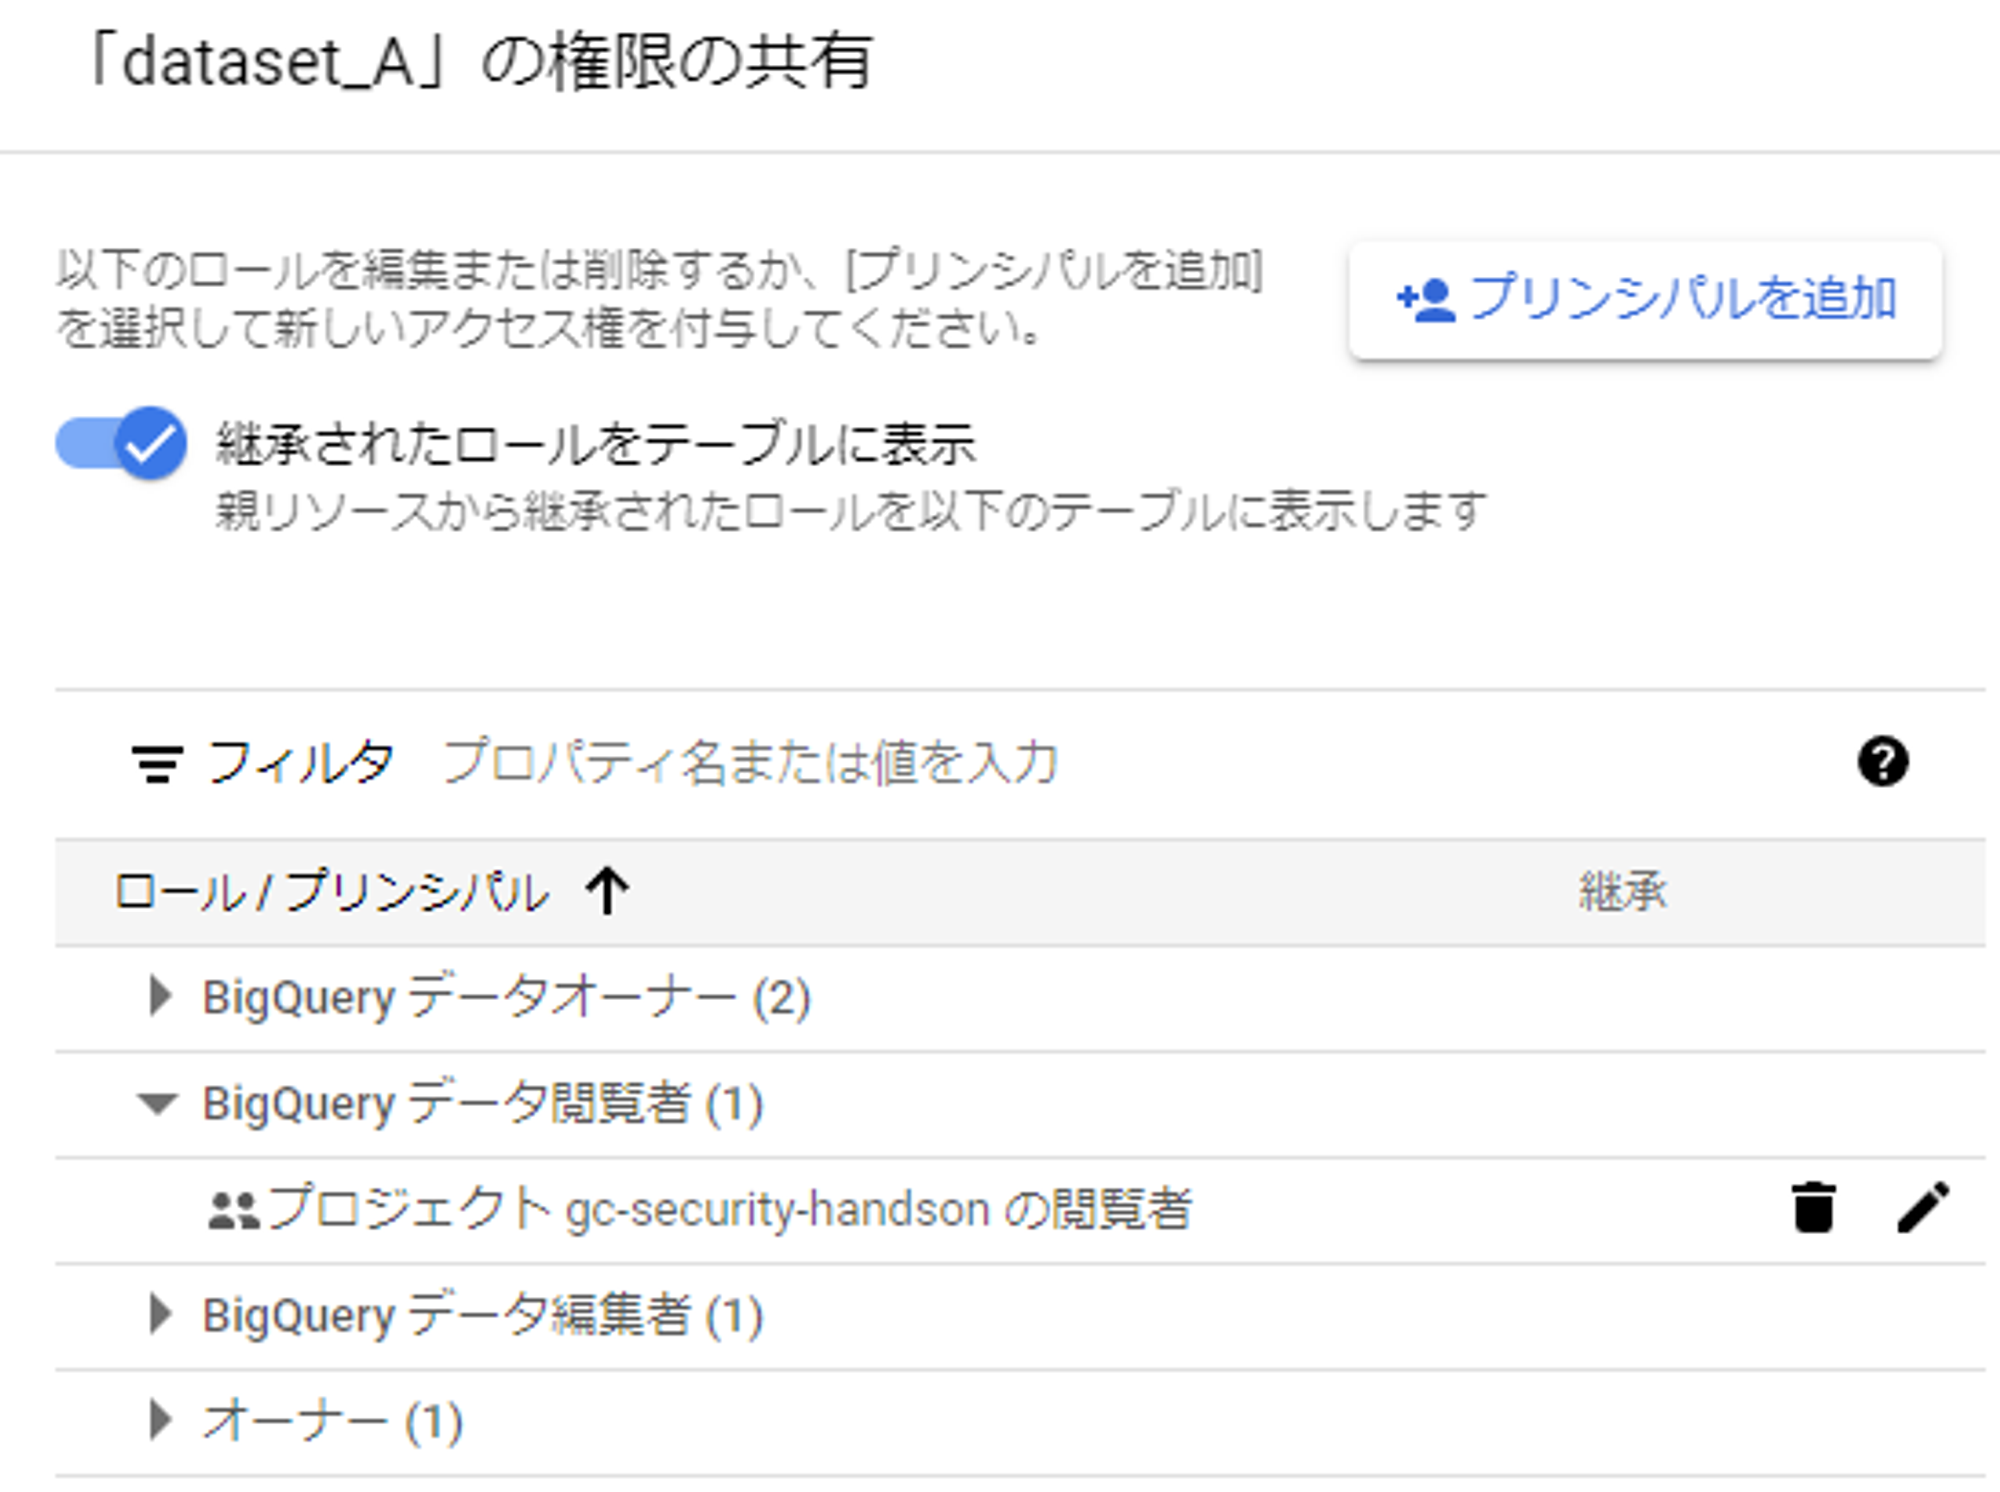 「dataset_A」の権限の共有
以下のロールを編集または削除するか、[プリンシパルを追加]
を選択して新しいアクセス権を付与してください。
プリンシパルを追加
継承されたロールをテーブルに表示
親リソースから継承されたロールを以下のテーブルに表示します
フィルタ プロパティ名または値を入力
ロール / プリンシパル 継承
BigQuery データオーナー (2)
BigQuery データ閲覧者 (1)
プロジェクト gc-security-handson の閲覧者
BigQuery データ編集者 (1)
オーナー (1)